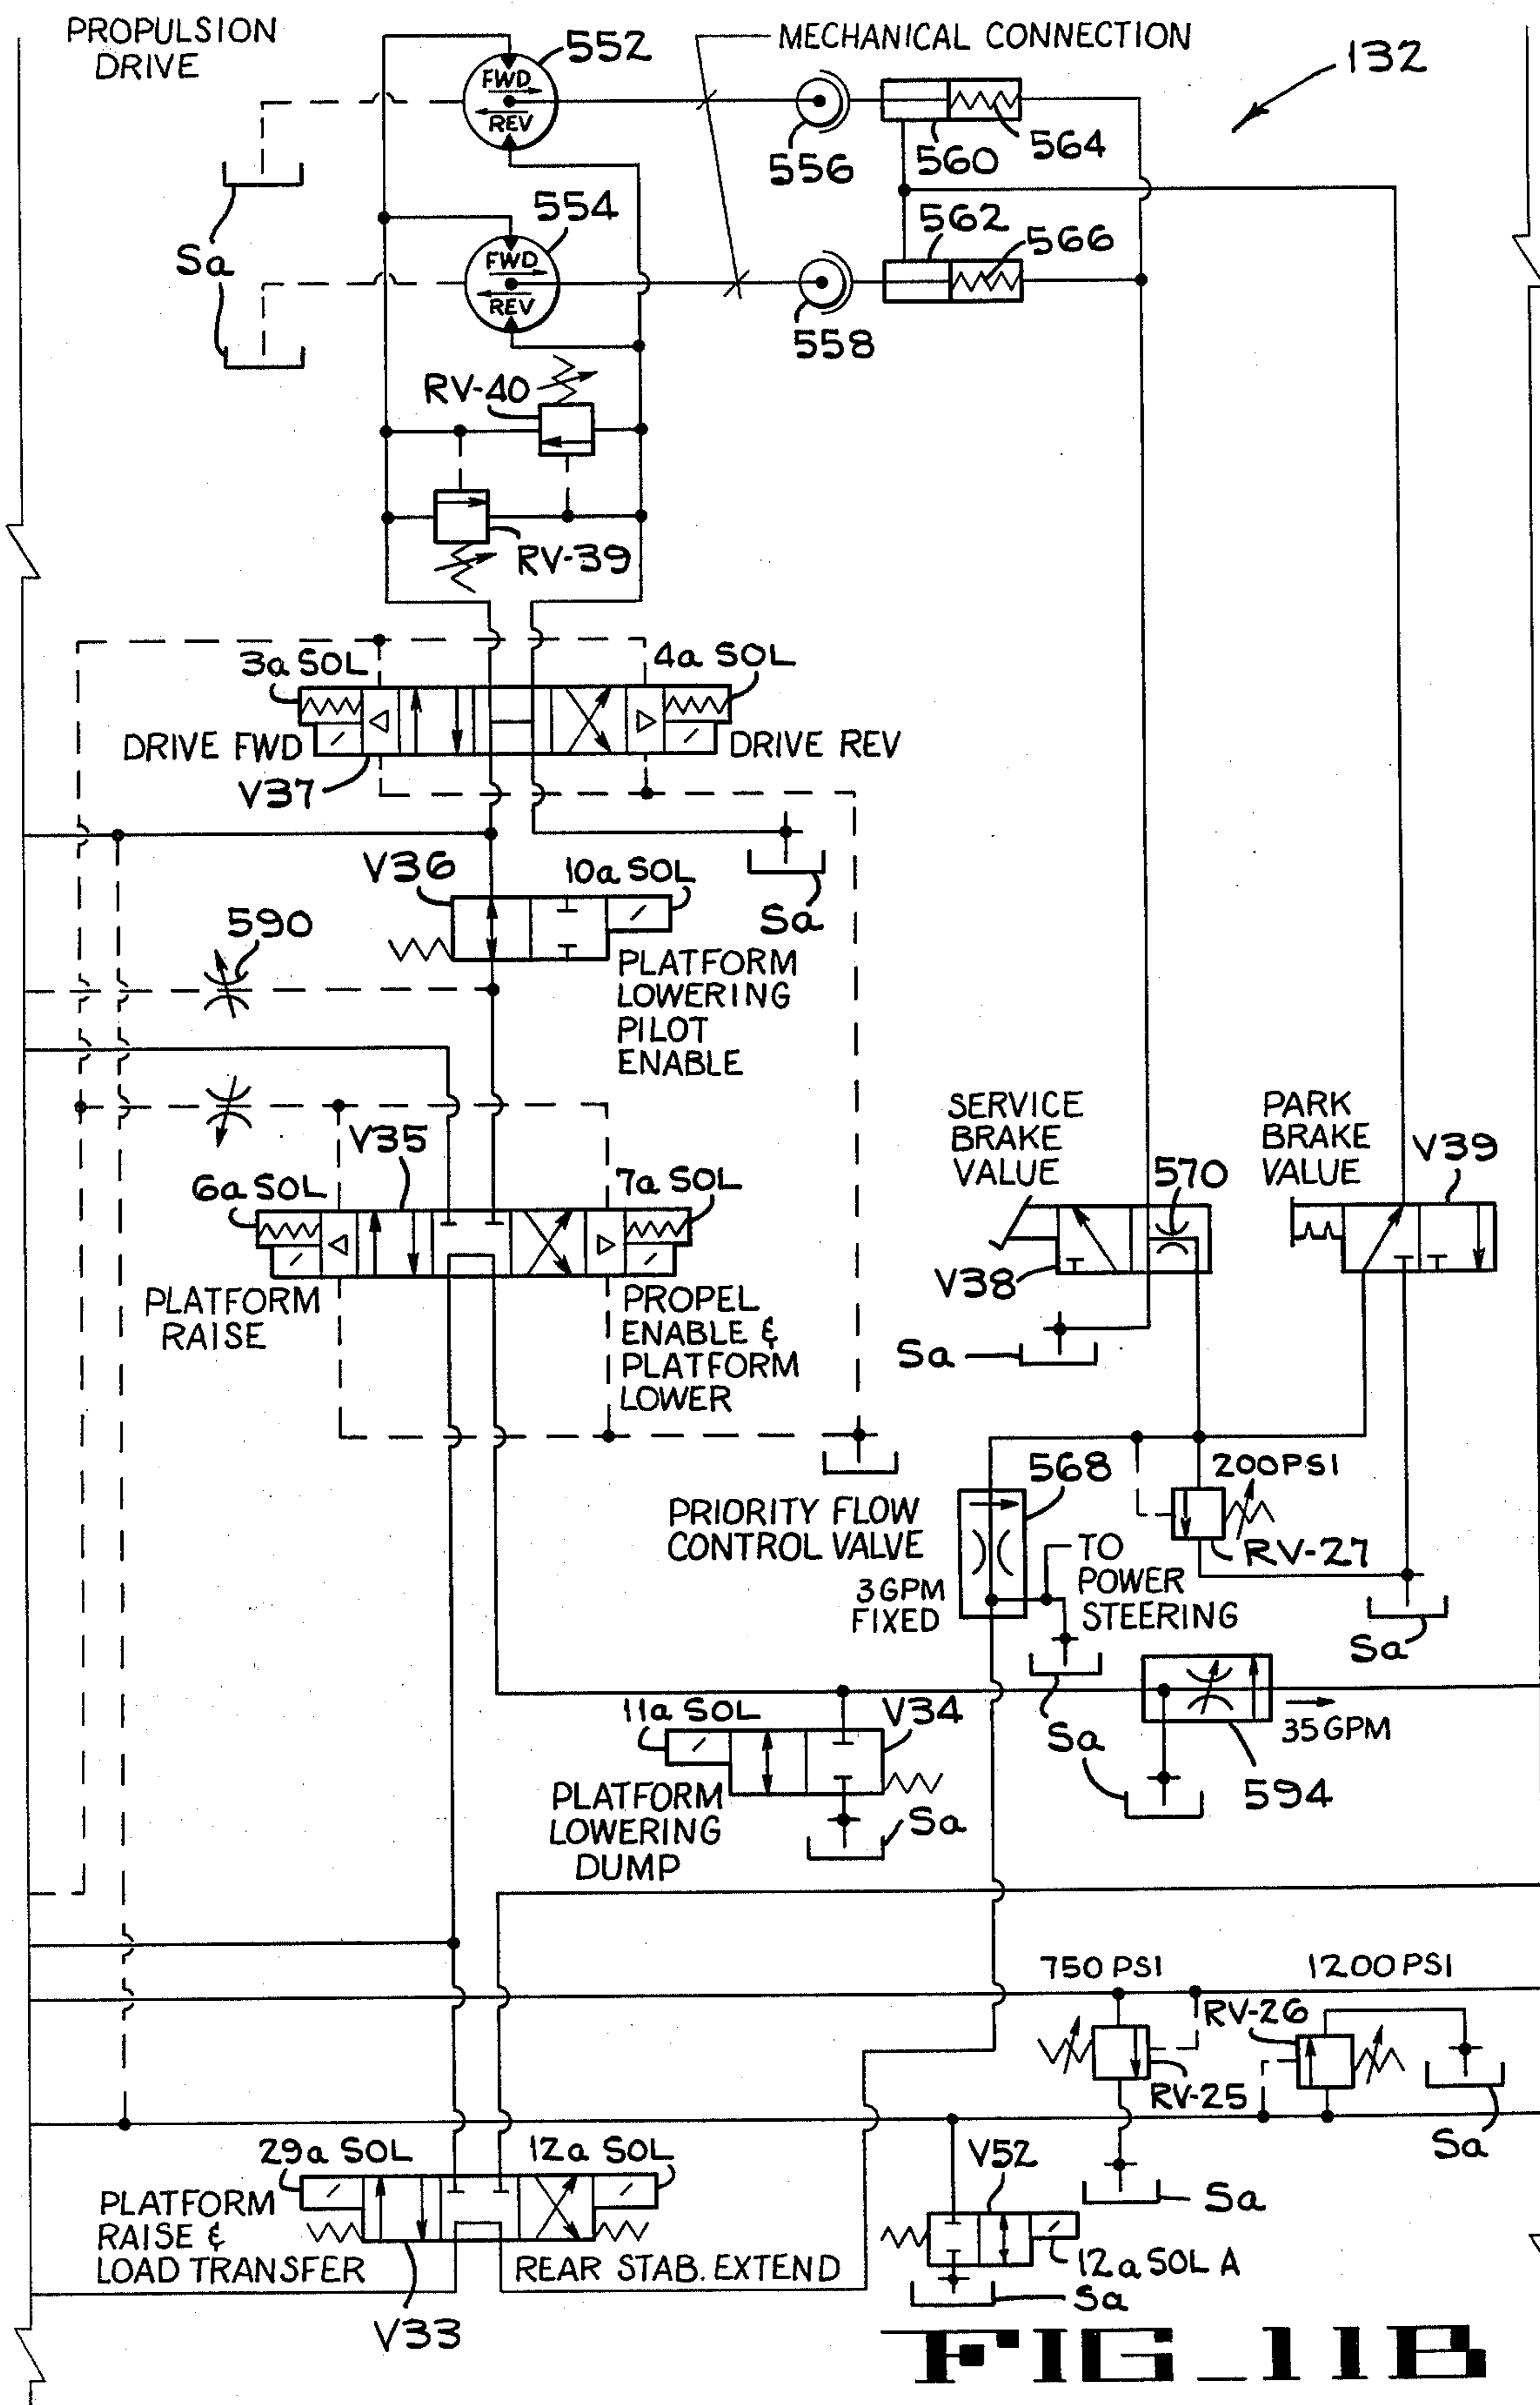 PROPULSION
DRIVE
552
MECHANICAL CONNECTION
132
FWD
REV
556
560
564
554
562
566
FWD
REV
558
Sa
RV-40
RV-39
3a SOL
4a SOL
DRIVE FWD
DRIVE REV
V37
V36
10a SOL
Sa
590
PLATFORM
LOWERING
PILOT
ENABLE
V35
6a SOL
7a SOL
SERVICE
BRAKE
VALUE
570
PARK
BRAKE
VALUE
V39
V38
PLATFORM
RAISE
PROPEL
ENABLE &
PLATFORM
LOWER
Sa
568
200PSI
PRIORITY FLOW
CONTROL VALVE
3GPM
FIXED
TO
POWER
STEERING
RV-27
Sa
Sa
11a SOL
V34
35GPM
594
Sa
PLATFORM
LOWERING
DUMP
Sa
750 PSI
1200PSI
RV-26
RV-25
Sa
29a SOL
12a SOL
V52
Sa
PLATFORM
RAISE &
LOAD TRANSFER
REAR STAB. EXTEND
12a SOL A
Sa
V33
FIG_11B